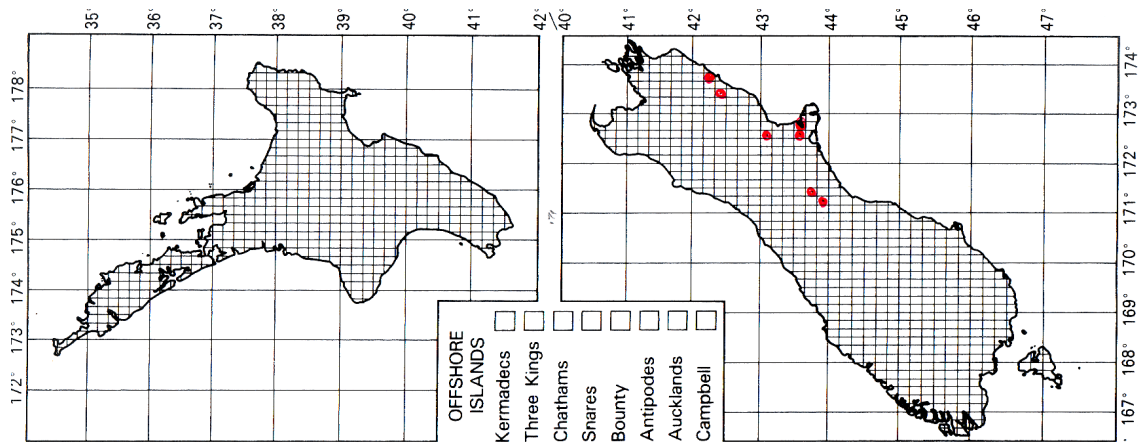 35° 36° 37° 38° 39° 40° 41° 42°
178°
177°
176°
175°
174°
173°
172°
40° 41° 42° 43° 44° 45° 46° 47°
174°
173°
172°
171°
170°
169°
168°
167°
OFFSHORE
ISLANDS
Kermadecs
Three Kings
Chathams
Snares
Bounty
Antipodes
Aucklands
Campbell